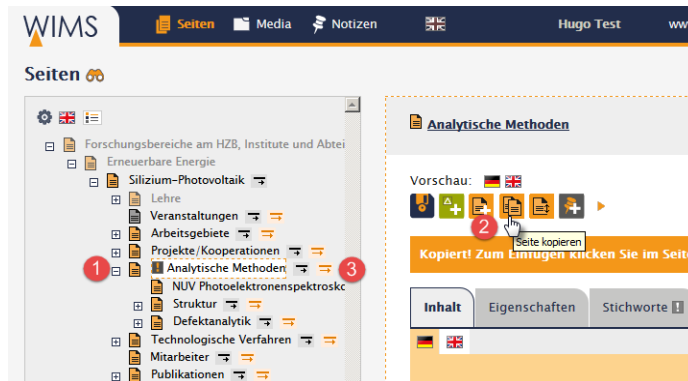 WIMS Seiten Media Notizen Hugo Test www
Seiten
Forschungsbereiche am HZB, Institute und Abtei
Erneuerbare Energie
Silizium-Photovoltaik
Lehre
Veranstaltungen
Arbeitsgebiete
Projekte/Kooperationen
1 Analytische Methoden 3
NUV Photoelektronenspektrosko
Struktur
Defektanalytik
Technologische Verfahren
Mitarbeiter
Publikationen
Analytische Methoden
Vorschau:
2
Seite kopieren
Kopiert! Zum Einfügen klicken Sie im Seit
Inhalt Eigenschaften Stichworte